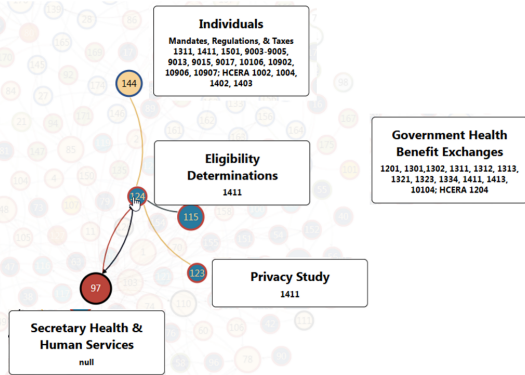 Individuals
Mandates, Regulations, & Taxes
1311, 1411, 1501, 9003-9005,
9013, 9015, 9017, 10106, 10902,
10906, 10907; HCERA 1002, 1004,
1402, 1403
144
Government Health
Benefit Exchanges
1201, 1301,1302, 1311, 1312, 1313,
1321, 1323, 1334, 1411, 1413,
10104; HCERA 1204
Eligibility
Determinations
1411
124
115
123
Privacy Study
1411
97
Secretary Health &
Human Services
null